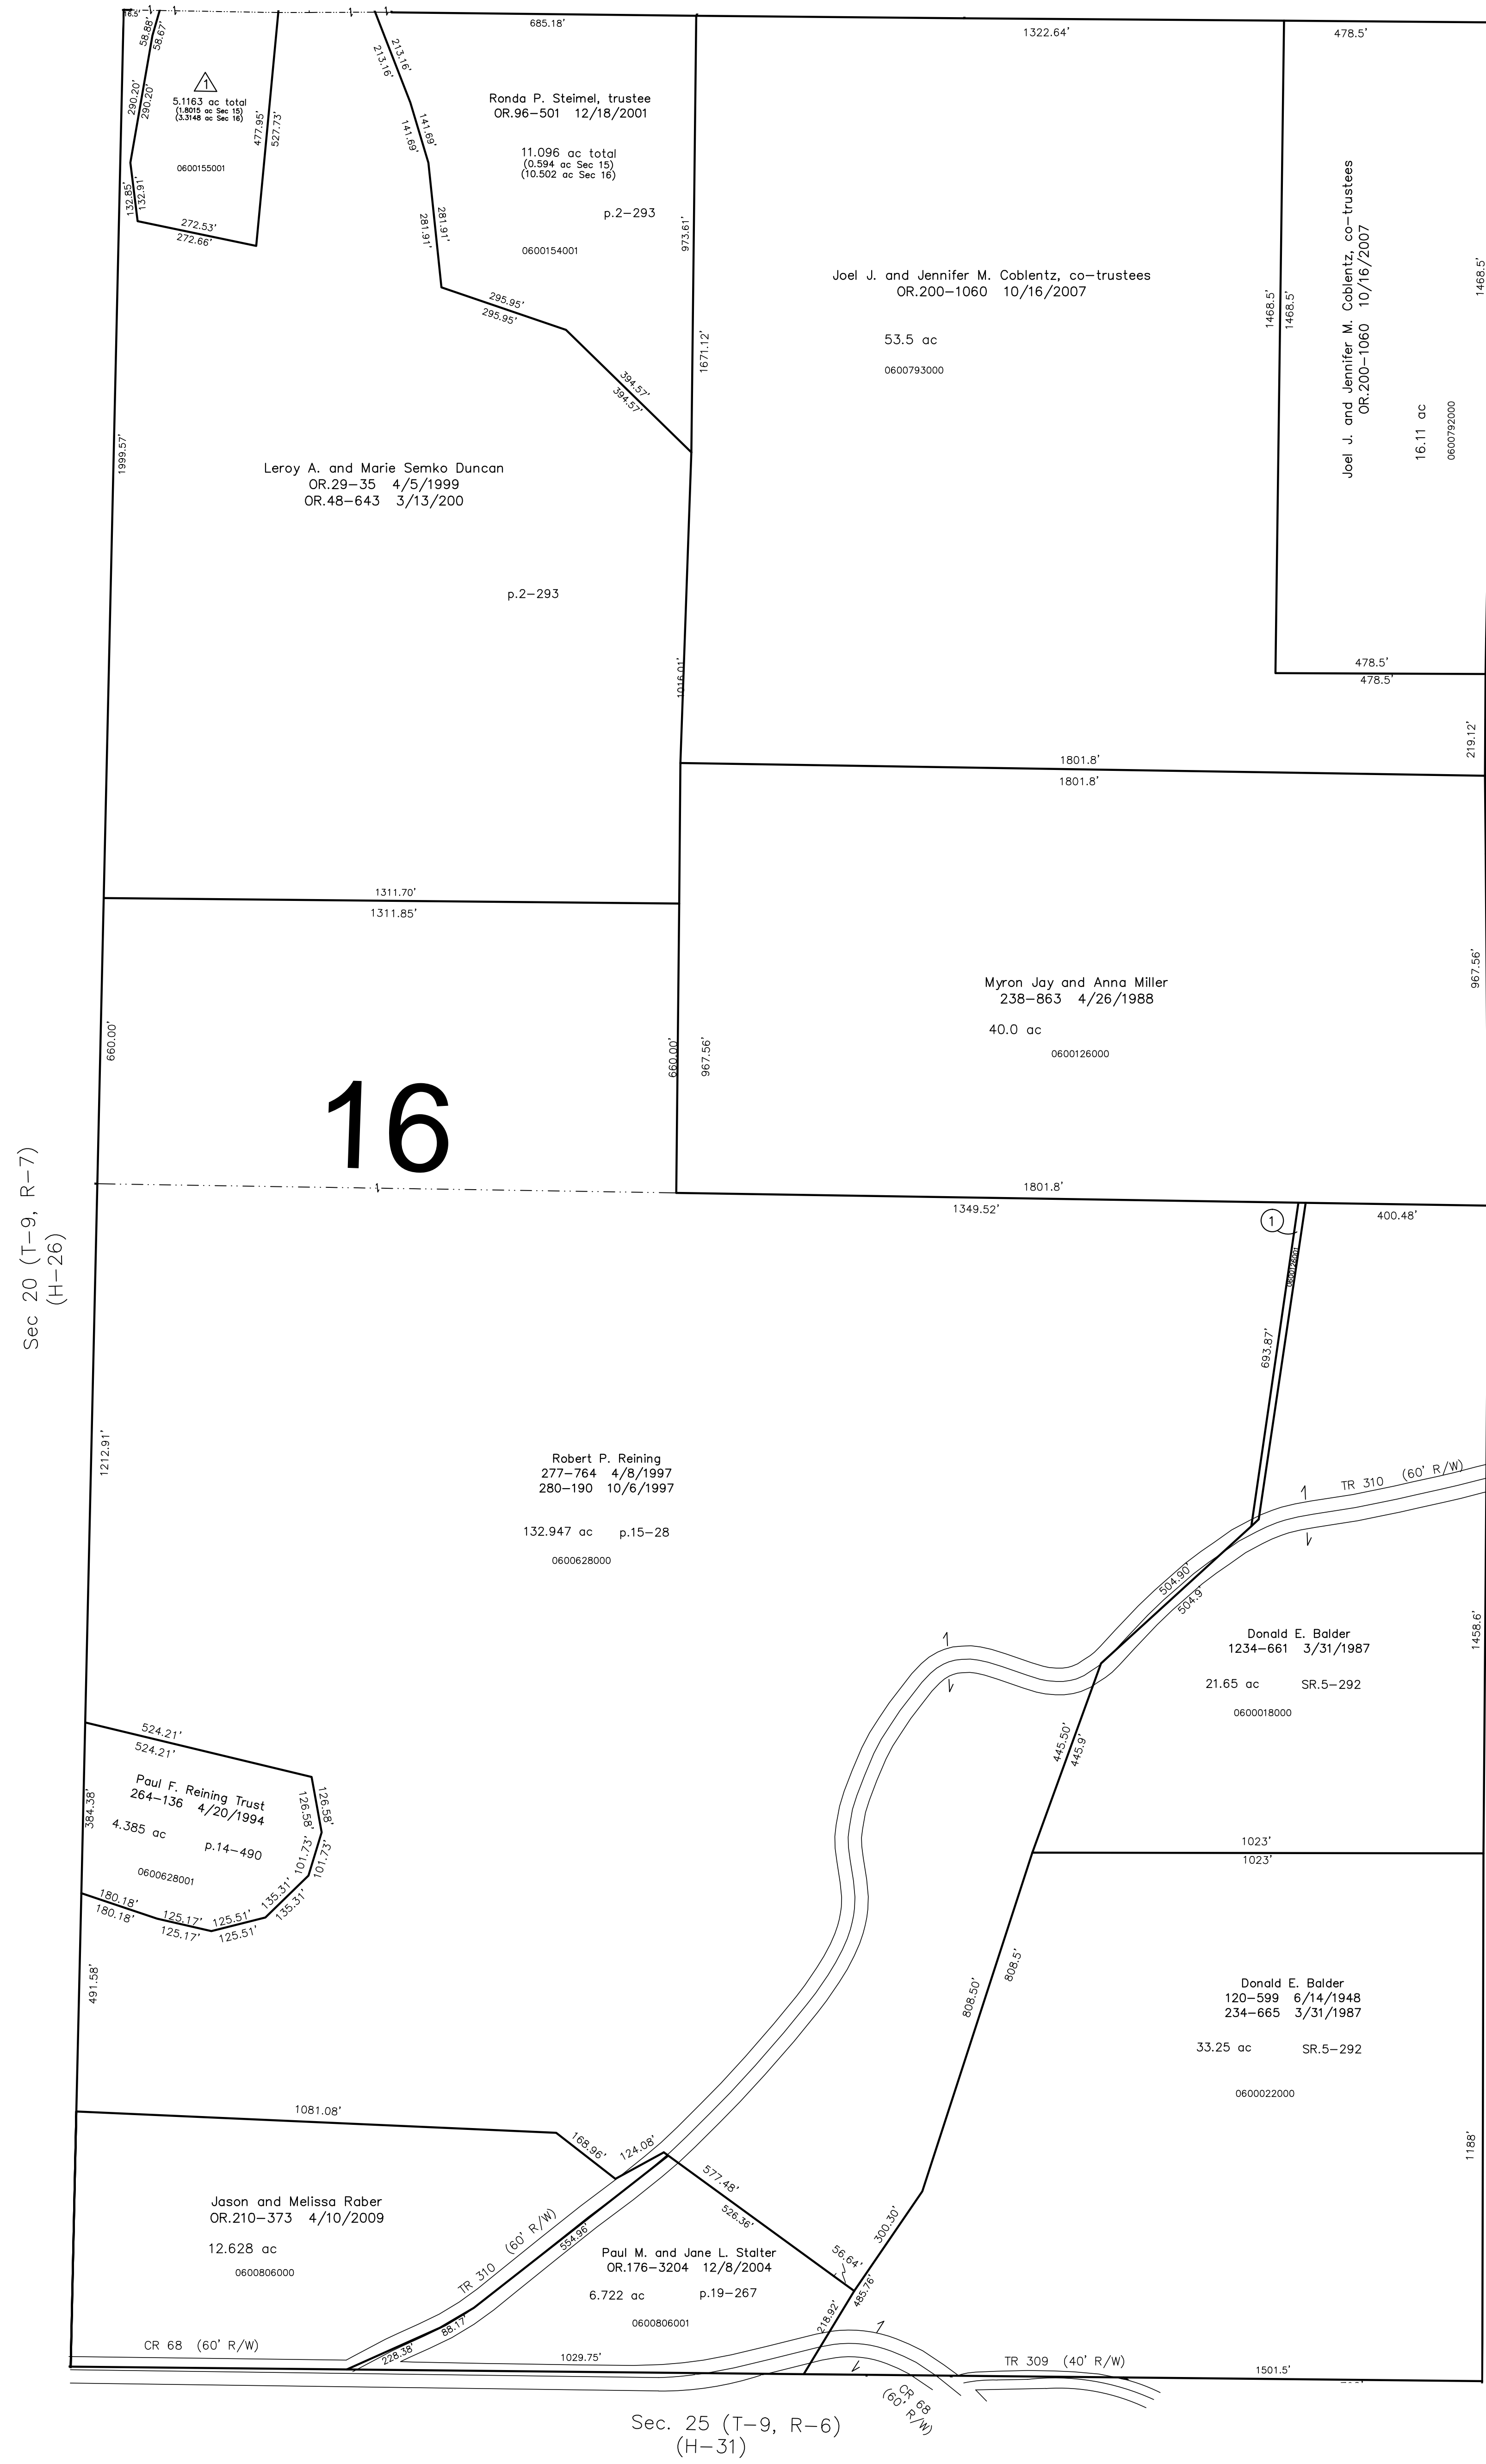 16.5'
58.88'
58.67'
290.20'
290.20'
1
5.1163 ac total
(1.8015 ac Sec 15)
(3.3148 ac Sec 16)
0600155001
477.95'
527.73'
132.85'
132.91'
272.53'
272.66'
213.16'
213.16'
141.69'
141.69'
281.91'
281.91'
295.95'
295.95'
394.57'
394.57'
685.18'
Ronda P. Steimel, trustee
OR.96-501 12/18/2001
11.096 ac total
(0.594 ac Sec 15)
(10.502 ac Sec 16)
p.2-293
0600154001
973.61'
1671.12'
1322.64'
478.5'
Joel J. and Jennifer M. Coblentz, co-trustees
OR.200-1060 10/16/2007
53.5 ac
0600793000
1468.5'
1468.5'
Joel J. and Jennifer M. Coblentz, co-trustees
OR.200-1060 10/16/2007
16.11 ac
0600792000
1468.5'
478.5'
478.5'
219.12'
1999.57'
Leroy A. and Marie Semko Duncan
OR.29-35 4/5/1999
OR.48-643 3/13/200
p.2-293
1016.01'
1801.8'
1801.8'
1311.70'
1311.85'
660.00'
660.00'
967.56'
Myron Jay and Anna Miller
238-863 4/26/1988
40.0 ac
0600126000
967.56'
16
1801.8'
1349.52'
1
400.48'
0600126001
693.87'
Sec 20 (T-9, R-7)
(H-26)
1212.91'
Robert P. Reining
277-764 4/8/1997
280-190 10/6/1997
132.947 ac p.15-28
0600628000
TR 310 (60' R/W)
504.90'
504.9'
Donald E. Balder
1234-661 3/31/1987
21.65 ac SR.5-292
0600018000
1458.6'
445.50'
445.9'
1023'
1023'
524.21'
524.21'
Paul F. Reining Trust
264-136 4/20/1994
4.385 ac p.14-490
0600628001
384.38'
126.58'
126.58'
101.73'
101.73'
135.31'
135.31'
125.51'
125.51'
125.17'
125.17'
180.18'
180.18'
491.58'
808.50'
808.5'
Donald E. Balder
120-599 6/14/1948
234-665 3/31/1987
33.25 ac SR.5-292
0600022000
1188'
1081.08'
168.96'
124.08'
577.48'
526.36'
300.30'
56.64'
485.76'
218.92'
Jason and Melissa Raber
OR.210-373 4/10/2009
12.628 ac
0600806000
TR 310 (60' R/W)
554.96'
88.17'
228.38'
Paul M. and Jane L. Stalter
OR.176-3204 12/8/2004
6.722 ac p.19-267
0600806001
CR 68 (60' R/W)
1029.75'
TR 309 (40' R/W)
1501.5'
CR 68
(60' R/W)
Sec. 25 (T-9, R-6)
(H-31)